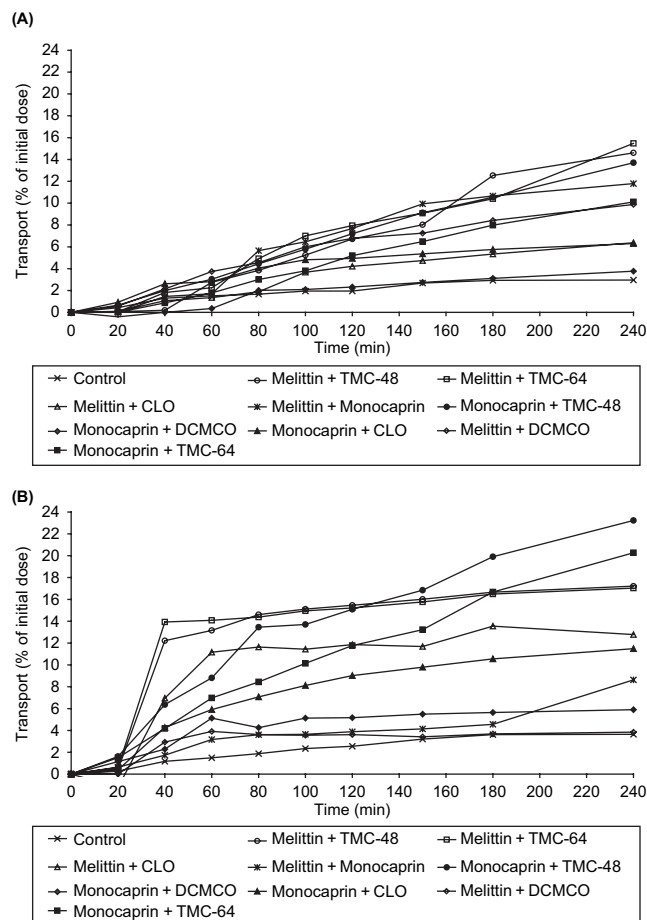 (A)
24
22
20
18
16
14
12
10
8
6
4
2
0
Transport (% of initial dose)
0 20 40 60 80 100 120 140 160 180 200 220 240
Time (min)
Control Melittin + TMC-48 Melittin + TMC-64
Melittin + CLO Melittin + Monocaprin Monocaprin + TMC-48
Monocaprin + DCMCO Monocaprin + CLO Melittin + DCMCO
Monocaprin + TMC-64
(B)
24
22
20
18
16
14
12
10
8
6
4
2
0
Transport (% of initial dose)
0 20 40 60 80 100 120 140 160 180 200 220 240
Time (min)
Control Melittin + TMC-48 Melittin + TMC-64
Melittin + CLO Melittin + Monocaprin Monocaprin + TMC-48
Monocaprin + DCMCO Monocaprin + CLO Melittin + DCMCO
Monocaprin + TMC-64